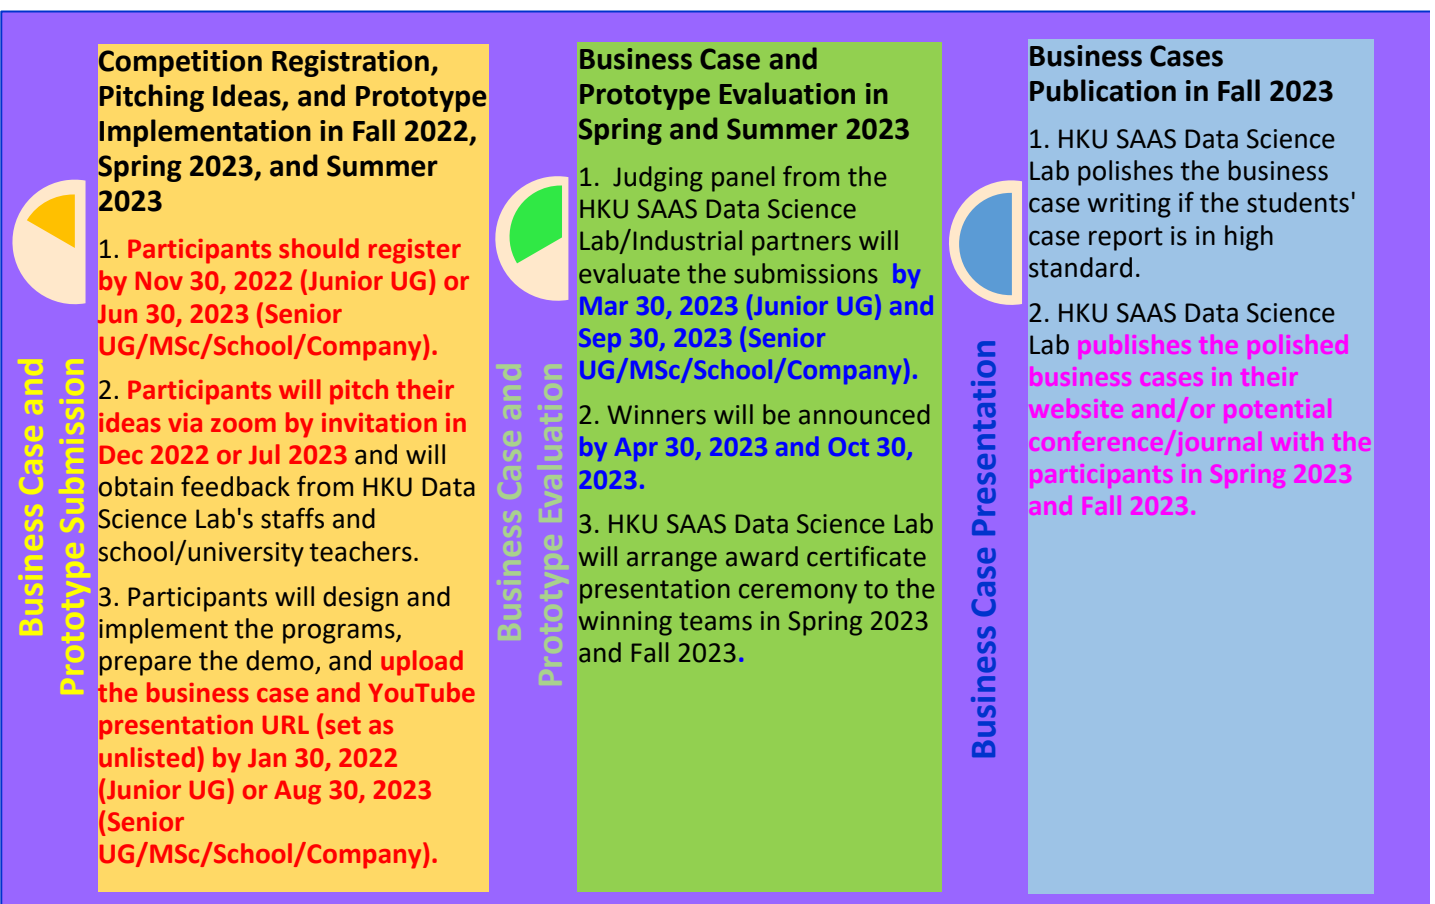 Business Case and
Prototype Submission
Competition Registration,
Pitching Ideas, and Prototype
Implementation in Fall 2022,
Spring 2023, and Summer
2023
1. Participants should register
by Nov 30, 2022 (Junior UG) or
Jun 30, 2023 (Senior
UG/MSc/School/Company).
2. Participants will pitch their
ideas via zoom by invitation in
Dec 2022 or Jul 2023 and will
obtain feedback from HKU Data
Science Lab's staffs and
school/university teachers.
3. Participants will design and
implement the programs,
prepare the demo, and upload
the business case and YouTube
presentation URL (set as
unlisted) by Jan 30, 2022
(Junior UG) or Aug 30, 2023
(Senior
UG/MSc/School/Company).
Business Case and
Prototype Evaluation
Business Case and
Prototype Evaluation in
Spring and Summer 2023
1. Judging panel from the
HKU SAAS Data Science
Lab/Industrial partners will
evaluate the submissions by
Mar 30, 2023 (Junior UG) and
Sep 30, 2023 (Senior
UG/MSc/School/Company).
2. Winners will be announced
by Apr 30, 2023 and Oct 30,
2023.
3. HKU SAAS Data Science Lab
will arrange award certificate
presentation ceremony to the
winning teams in Spring 2023
and Fall 2023.
Business Case Presentation
Business Cases
Publication in Fall 2023
1. HKU SAAS Data Science
Lab polishes the business
case writing if the students'
case report is in high
standard.
2. HKU SAAS Data Science
Lab publishes the polished
business cases in their
website and/or potential
conference/journal with the
participants in Spring 2023
and Fall 2023.